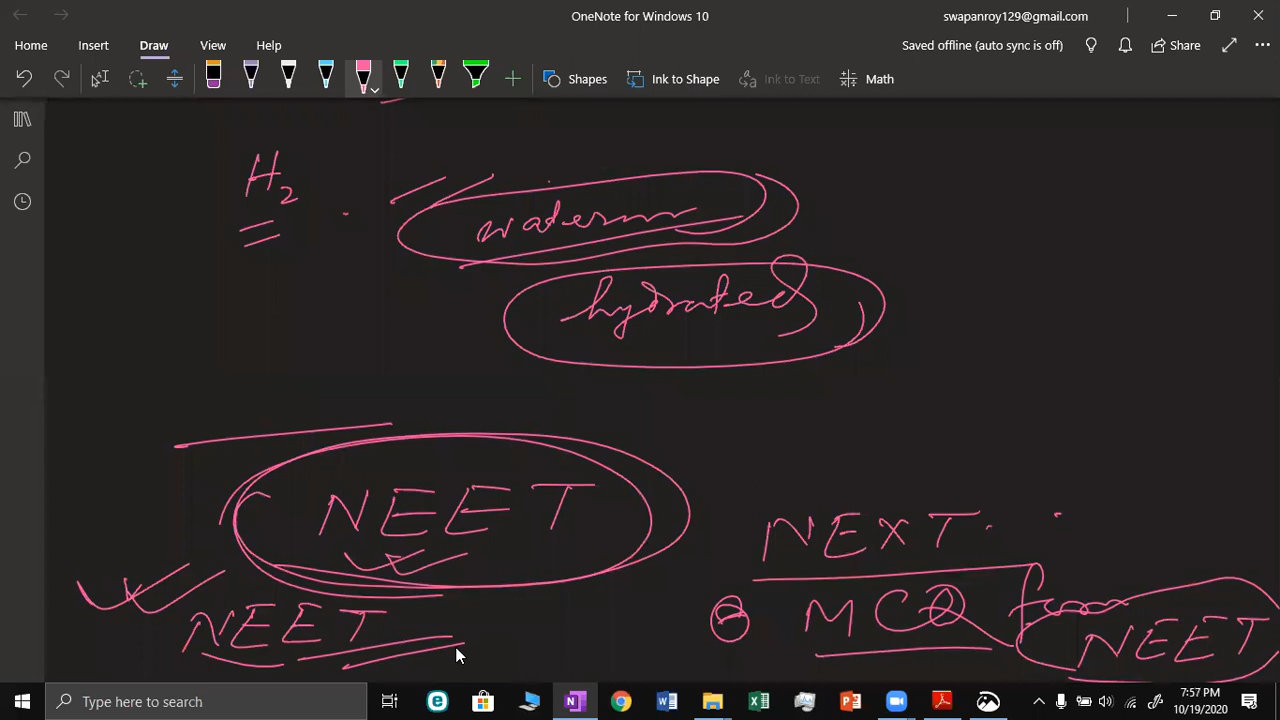 OneNote for Windows 10
swapanroy129@gmail.com
Home Insert Draw View Help
Saved offline (auto sync is off) Share
Shapes Ink to Shape Ink to Text Math
H2
hydrated
NEET
NEXT
NEET
MCQ from NEET
Type here to search
7:57 PM
10/19/2020